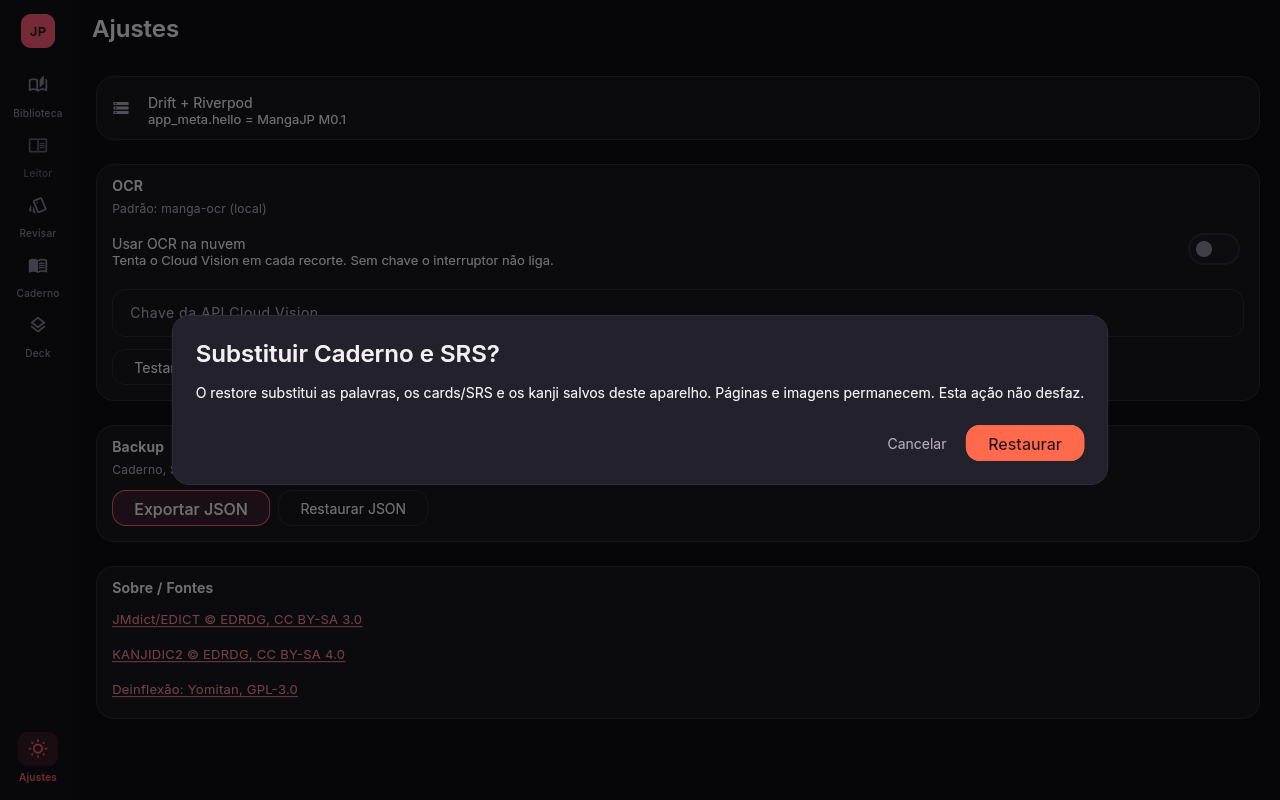 JP
Ajustes
Biblioteca
Leitor
Revisar
Caderno
Deck
Ajustes
Drift + Riverpod
app_meta.hello = MangaJP M0.1
OCR
Padrão: manga-ocr (local)
Usar OCR na nuvem
Tenta o Cloud Vision em cada recorte. Sem chave o interruptor não liga.
Chave da API Cloud Vision
Substituir Caderno e SRS?
O restore substitui as palavras, os cards/SRS e os kanji salvos deste aparelho. Páginas e imagens permanecem. Esta ação não desfaz.
Cancelar
Restaurar
Backup
Caderno,
Exportar JSON
Restaurar JSON
Sobre / Fontes
JMdict/EDICT © EDRDG, CC BY-SA 3.0
KANJIDIC2 © EDRDG, CC BY-SA 4.0
Deinflexão: Yomitan, GPL-3.0